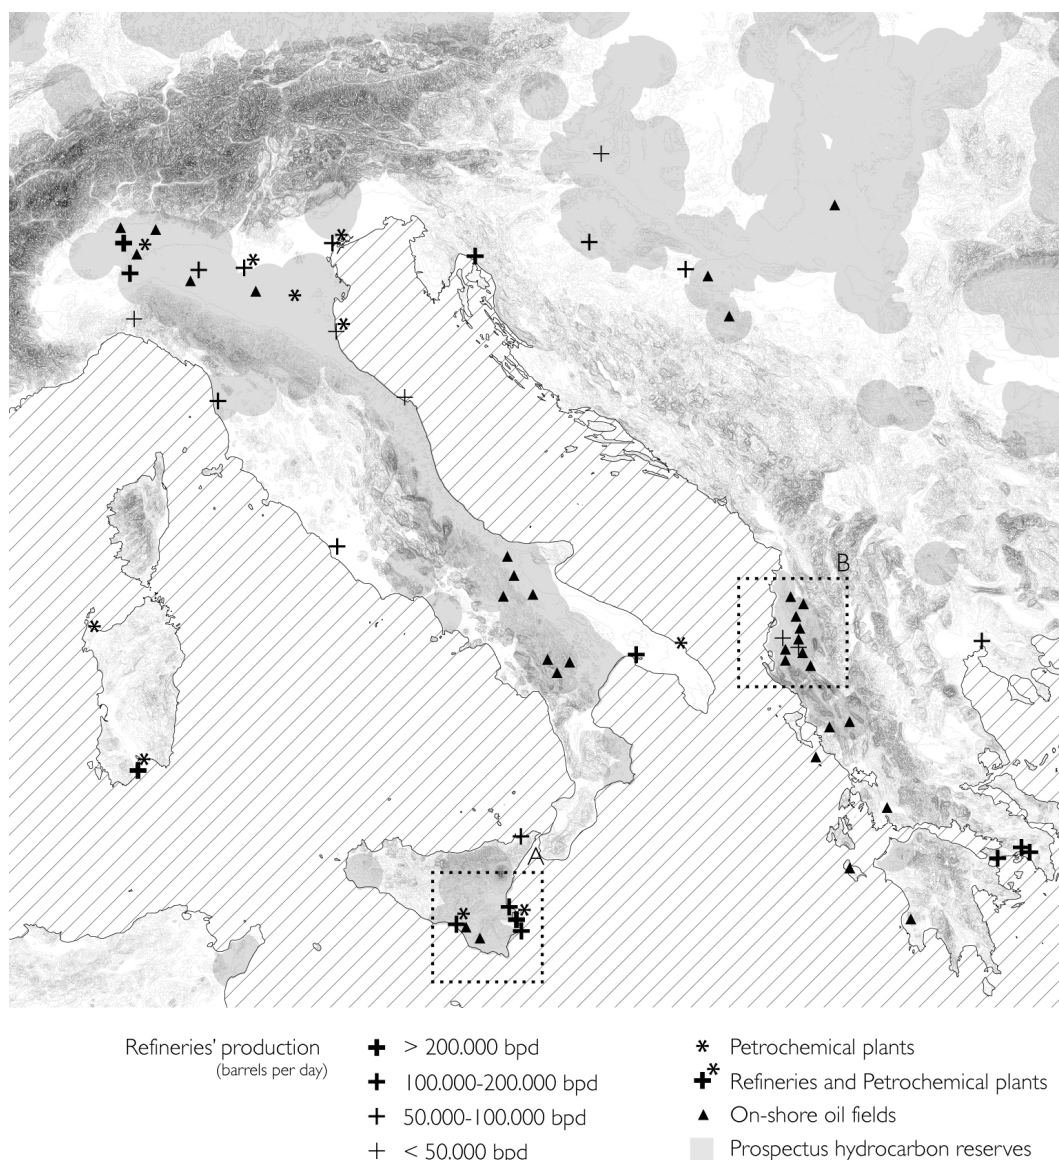 B
A
Refineries' production
(barrels per day)
> 200.000 bpd
100.000-200.000 bpd
50.000-100.000 bpd
< 50.000 bpd
Petrochemical plants
Refineries and Petrochemical plants
On-shore oil fields
Prospectus hydrocarbon reserves